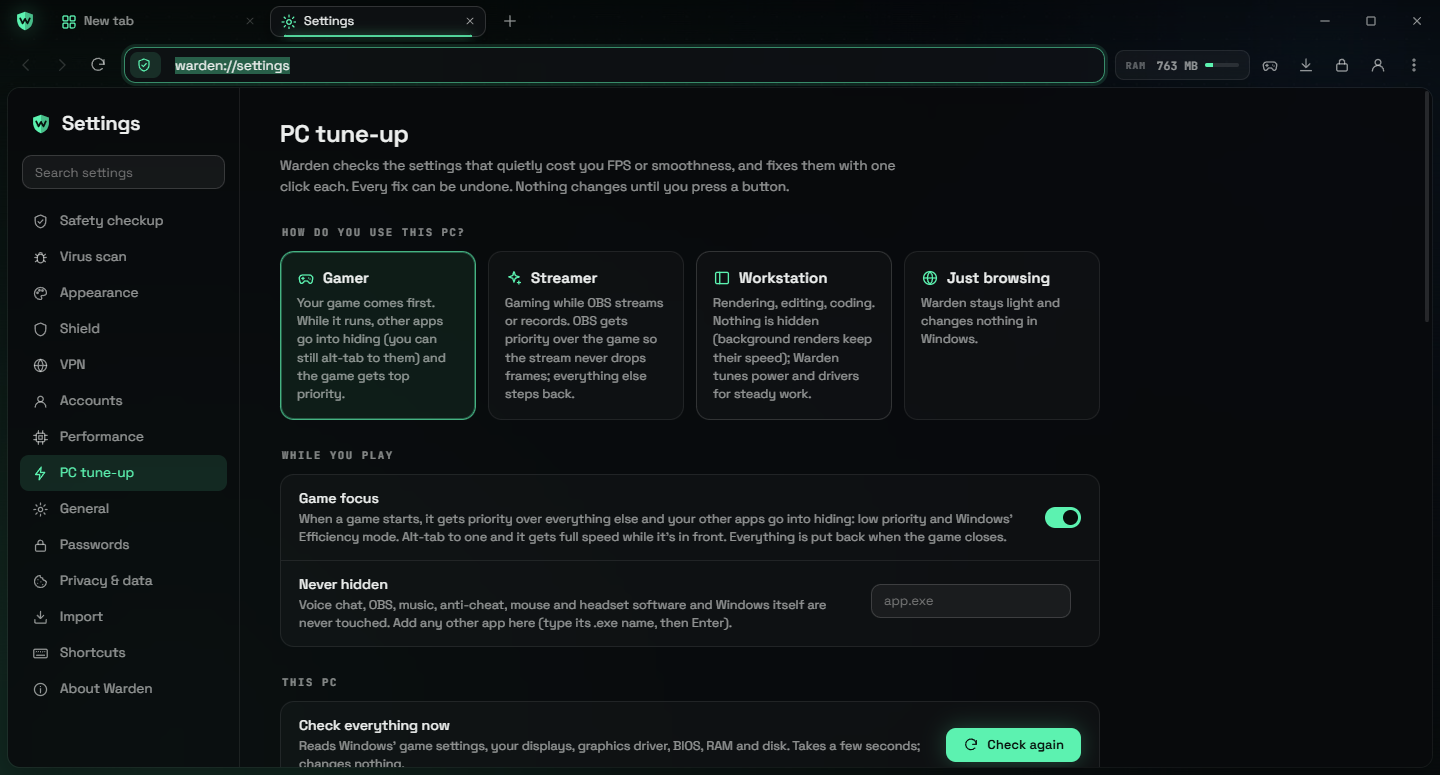 New tab
Settings
warden://settings
RAM 763 MB
Settings
Search settings
Safety checkup
Virus scan
Appearance
Shield
VPN
Accounts
Performance
PC tune-up
General
Passwords
Privacy & data
Import
Shortcuts
About Warden
PC tune-up
Warden checks the settings that quietly cost you FPS or smoothness, and fixes them with one
click each. Every fix can be undone. Nothing changes until you press a button.
HOW DO YOU USE THIS PC?
Gamer
Your game comes first.
While it runs, other apps
go into hiding (you can
still alt-tab to them) and
the game gets top
priority.
Streamer
Gaming while OBS streams
or records. OBS gets
priority over the game so
the stream never drops
frames; everything else
steps back.
Workstation
Rendering, editing, coding.
Nothing is hidden
(background renders keep
their speed); Warden
tunes power and drivers
for steady work.
Just browsing
Warden stays light and
changes nothing in
Windows.
WHILE YOU PLAY
Game focus
When a game starts, it gets priority over everything else and your other apps go into hiding: low priority and Windows'
Efficiency mode. Alt-tab to one and it gets full speed while it's in front. Everything is put back when the game closes.
Never hidden
Voice chat, OBS, music, anti-cheat, mouse and headset software and Windows itself are
never touched. Add any other app here (type its .exe name, then Enter).
app.exe
THIS PC
Check everything now
Reads Windows' game settings, your displays, graphics driver, BIOS, RAM and disk. Takes a few seconds;
changes nothing.
Check again